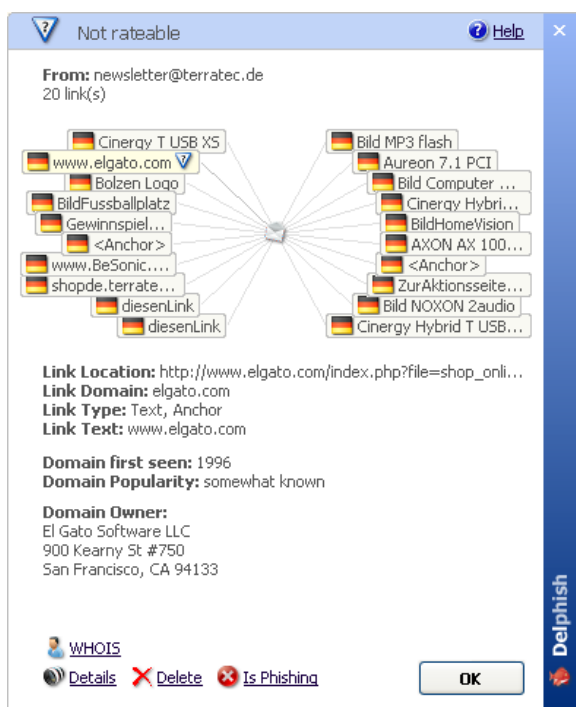 Not rateable
Help
From: newsletter@terratec.de
20 link(s)
Cinergy T USB XS
www.elgato.com
Bolzen Logo
BildFussballplatz
Gewinnspiel...
<Anchor>
www.BeSonic....
shopde.terrate...
diesenLink
diesenLink
Bild MP3 flash
Aureon 7.1 PCI
Bild Computer ...
Cinergy Hybri...
BildHomeVision
AXON AX 100...
<Anchor>
ZurAktionsseite...
Bild NOXON 2audio
Cinergy Hybrid T USB...
Link Location: http://www.elgato.com/index.php?file=shop_onli...
Link Domain: elgato.com
Link Type: Text, Anchor
Link Text: www.elgato.com
Domain first seen: 1996
Domain Popularity: somewhat known
Domain Owner:
El Gato Software LLC
900 Kearny St #750
San Francisco, CA 94133
WHOIS
Details
Delete
Is Phishing
OK
Delphish